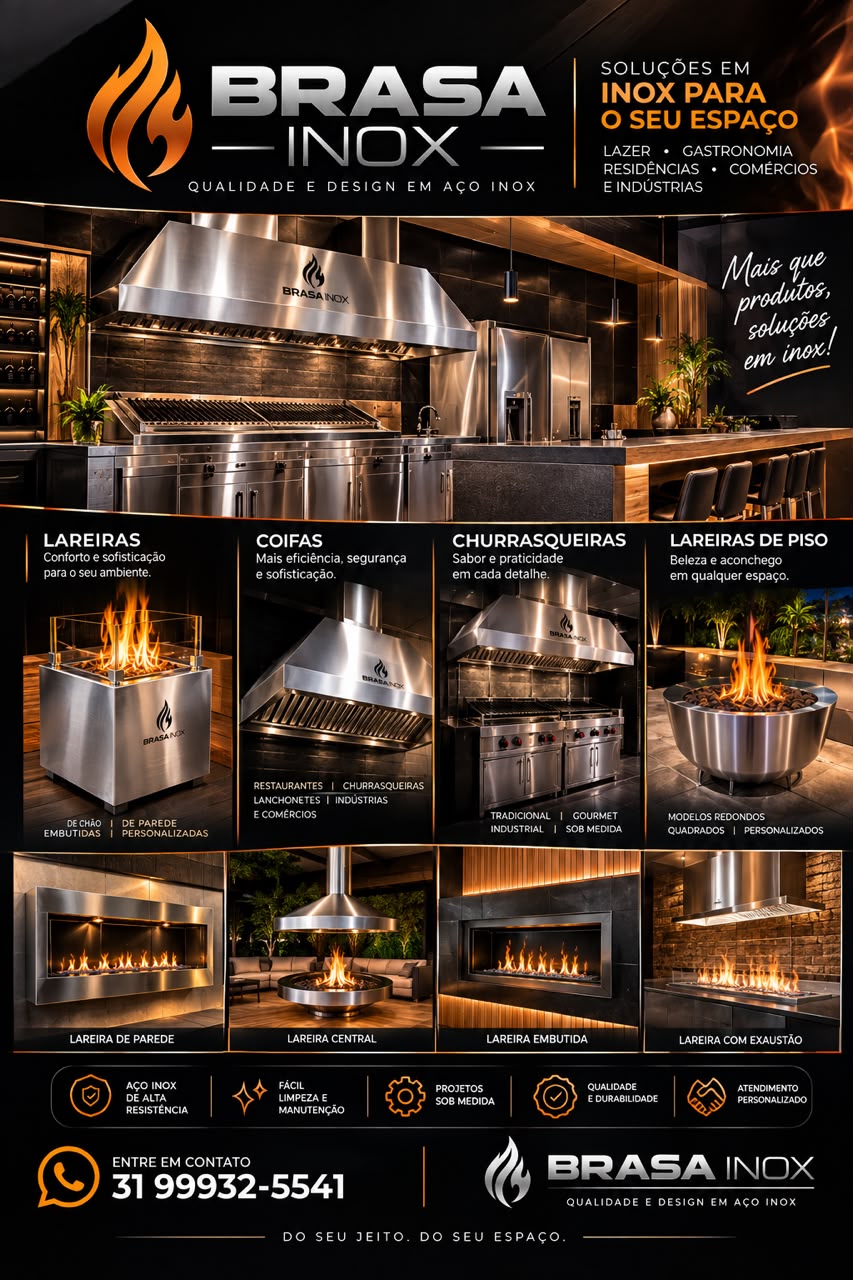 BRASA
INOX
QUALIDADE E DESIGN EM AÇO INOX
SOLUÇÕES EM
INOX PARA
O SEU ESPAÇO
LAZER • GASTRONOMIA
RESIDÊNCIAS • COMÉRCIOS
E INDÚSTRIAS
BRASA INOX
Mais que
produtos,
soluções
em inox!
LAREIRAS
Conforto e sofisticação
para o seu ambiente.
BRASA INOX
DE CHÃO | DE PAREDE
EMBUTIDAS | PERSONALIZADAS
COIFAS
Mais eficiência, segurança
e sofisticação.
BRASA INOX
RESTAURANTES | CHURRASQUEIRAS
LANCHONETES | INDÚSTRIAS
E COMÉRCIOS
CHURRASQUEIRAS
Sabor e praticidade
em cada detalhe.
BRASA INOX
TRADICIONAL | GOURMET
INDUSTRIAL | SOB MEDIDA
LAREIRAS DE PISO
Beleza e aconchego
em qualquer espaço.
MODELOS REDONDOS
QUADRADOS | PERSONALIZADOS
LAREIRA DE PAREDE
LAREIRA CENTRAL
LAREIRA EMBUTIDA
LAREIRA COM EXAUSTÃO
AÇO INOX
DE ALTA
RESISTÊNCIA
FÁCIL
LIMPEZA E
MANUTENÇÃO
PROJETOS
SOB MEDIDA
QUALIDADE
E DURABILIDADE
ATENDIMENTO
PERSONALIZADO
ENTRE EM CONTATO
31 99932-5541
BRASA INOX
QUALIDADE E DESIGN EM AÇO INOX
DO SEU JEITO. DO SEU ESPAÇO.